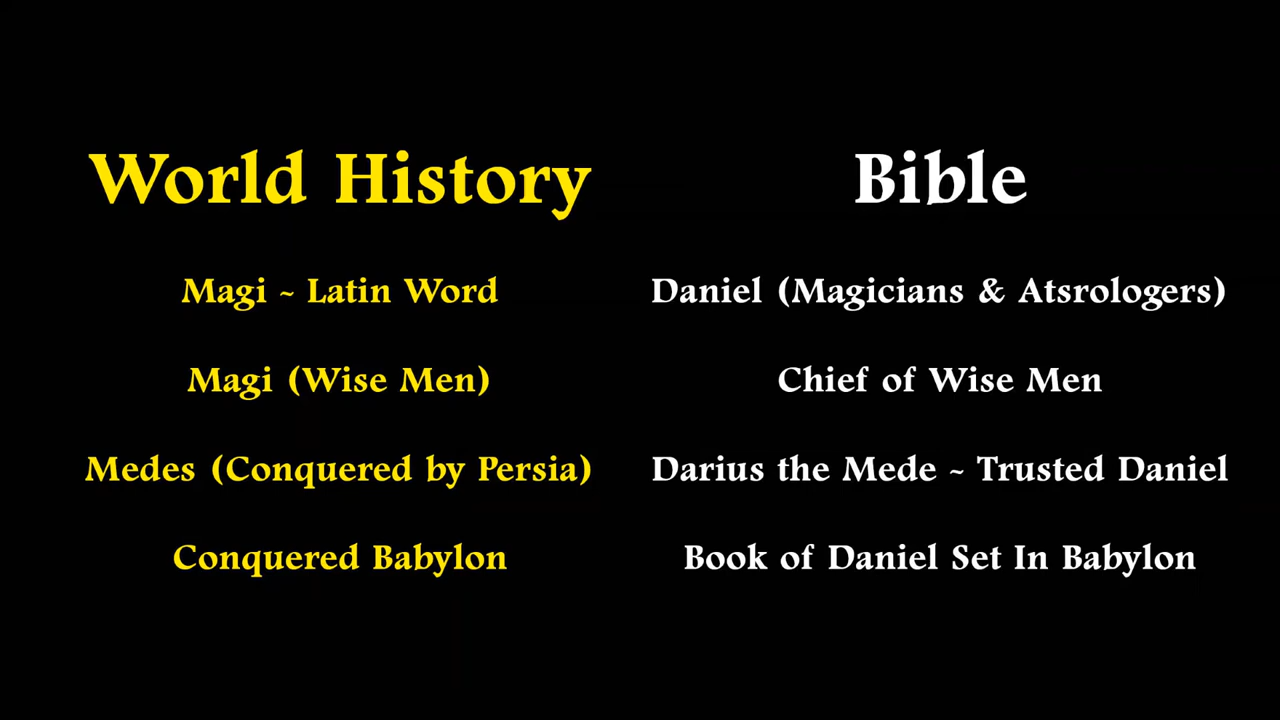 World History
Bible
Magi ~ Latin Word
Daniel (Magicians & Atsrologers)
Magi (Wise Men)
Chief of Wise Men
Medes (Conquered by Persia)
Darius the Mede ~ Trusted Daniel
Conquered Babylon
Book of Daniel Set In Babylon